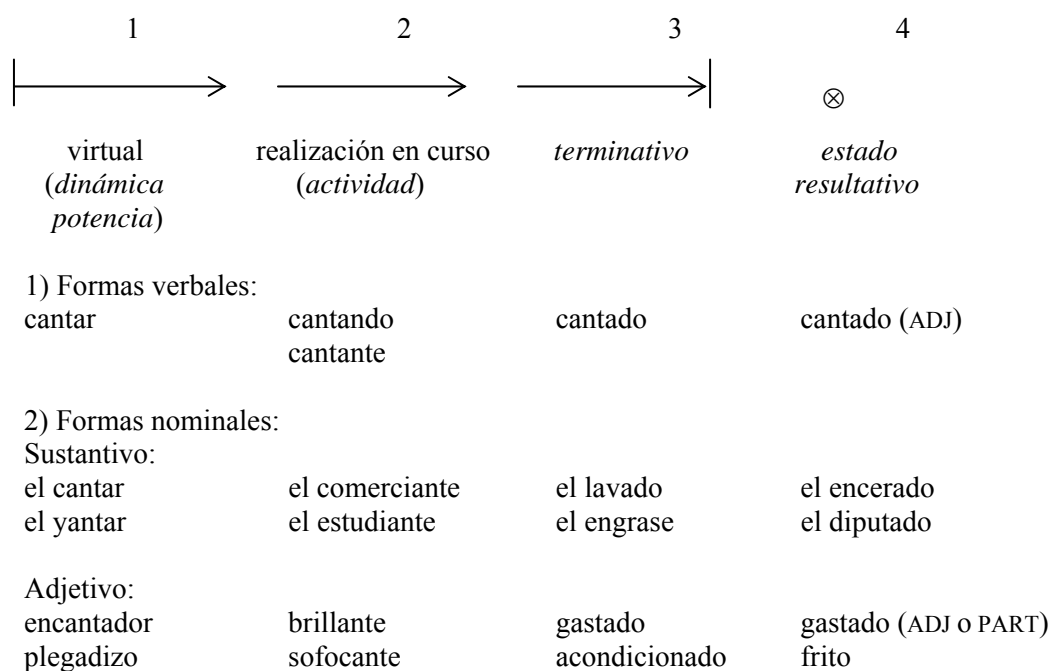 1 2 3 4
⊗
virtual realización en curso terminativo estado
(dinámica (actividad) resultativo
potencia)
1) Formas verbales:
cantar cantando cantado cantado (ADJ)
cantante
2) Formas nominales:
Sustantivo:
el cantar el comerciante el lavado el encerado
el yantar el estudiante el engrase el diputado
Adjetivo:
encantador brillante gastado gastado (ADJ o PART)
plegadizo sofocante acondicionado frito